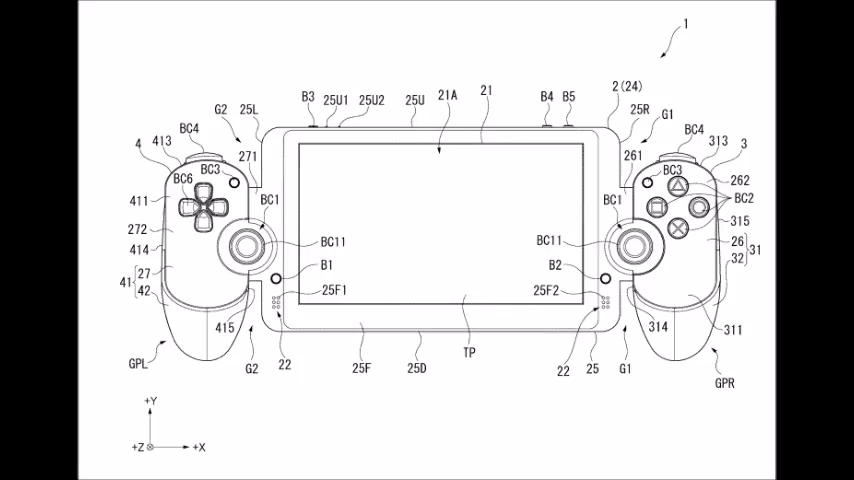 1
B3 25U1 25U2 25U 21A 21 B4 B5 2(24)
G2 25L 25R G1
BC4 BC4
413 313
4 271 261 3
BC3 BC3
BC6 262
411 BC1 BC1 BC2
272 315
414 BC11 BC11 26
27 B1 B2 31
41 32
42 25F1 25F2
415 314 311
GPL G2 22 25F 25D TP 22 25 G1 GPR
+Y
+Z +X